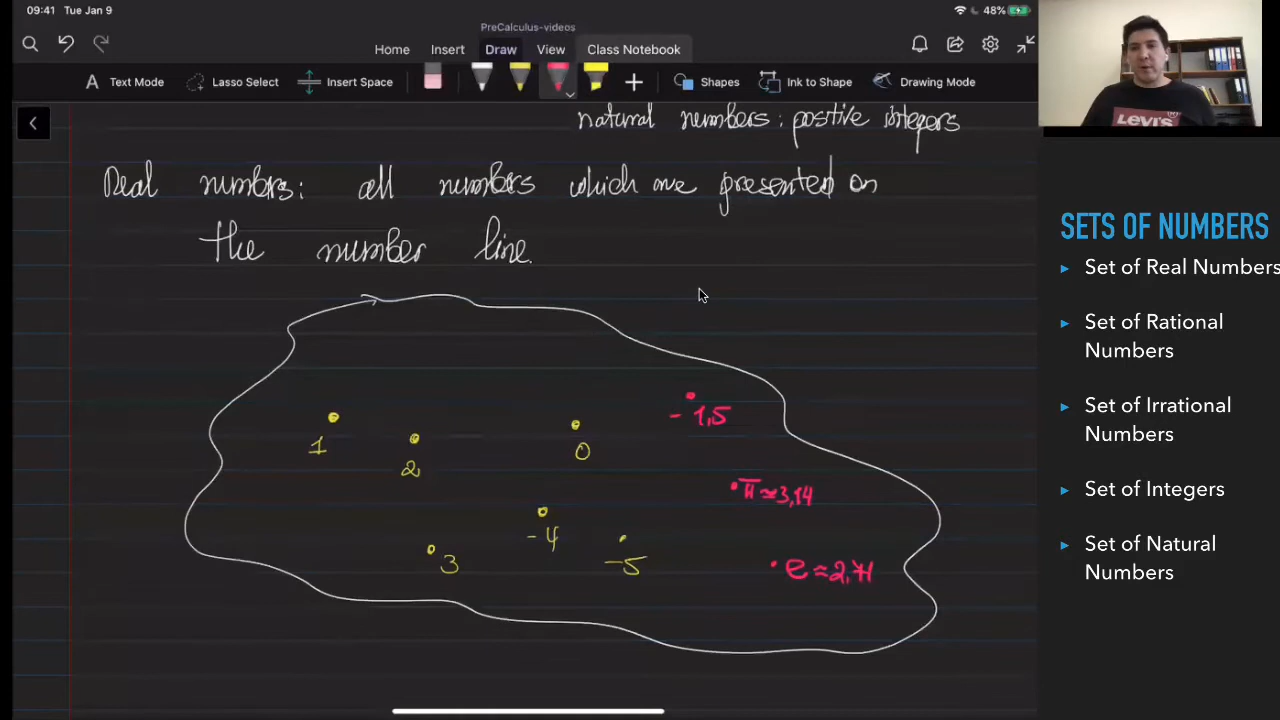 09:41 Tue Jan 9
48%
PreCalculus-videos
Home Insert Draw View Class Notebook
Text Mode Lasso Select Insert Space Shapes Ink to Shape Drawing Mode
natural numbers: postive integers
Real numbers: all numbers which are presented on
the number line.
1
2
0
-1,5
π≈3,14
-4
3
-5
e≈2,71
LEVI'S
SETS OF NUMBERS
Set of Real Numbers
Set of Rational
Numbers
Set of Irrational
Numbers
Set of Integers
Set of Natural
Numbers